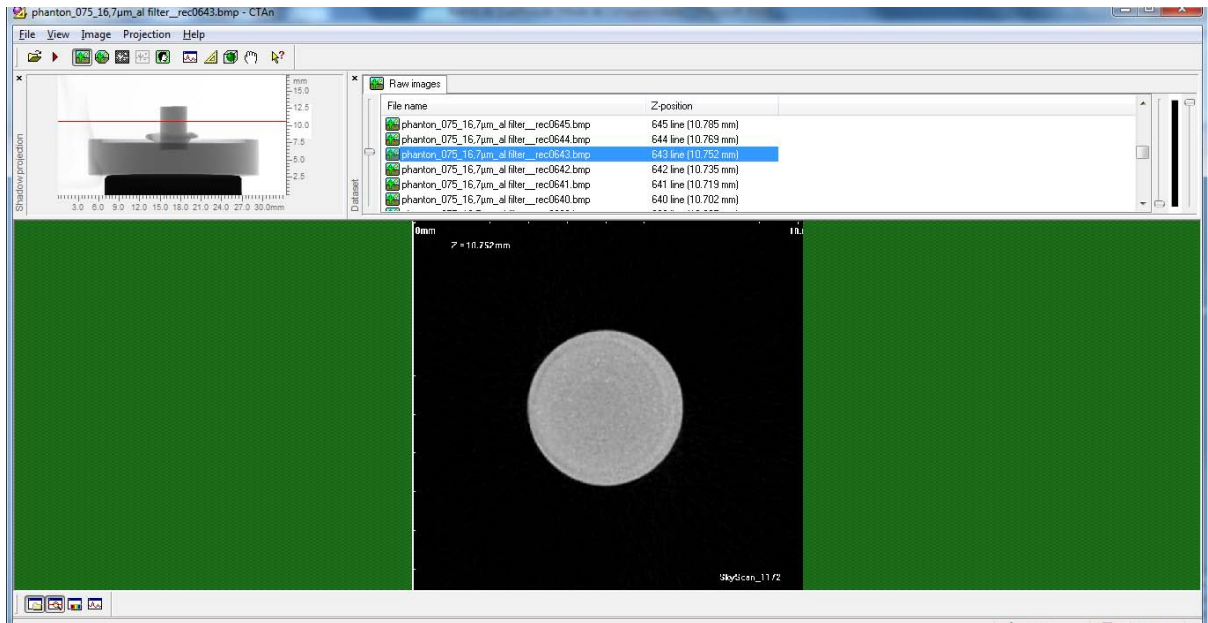 phanton_075_16,7µm_al filter__rec0643.bmp - CTAn
File View Image Projection Help
Shadow projection
mm
15.0
12.5
10.0
7.5
5.0
2.5
3.0 6.0 9.0 12.0 15.0 18.0 21.0 24.0 27.0 30.0mm
Dataset
Raw images
File name Z-position
phanton_075_16,7µm_al filter__rec0645.bmp 645 line (10.785 mm)
phanton_075_16,7µm_al filter__rec0644.bmp 644 line (10.769 mm)
phanton_075_16,7µm_al filter__rec0643.bmp 643 line (10.752 mm)
phanton_075_16,7µm_al filter__rec0642.bmp 642 line (10.735 mm)
phanton_075_16,7µm_al filter__rec0641.bmp 641 line (10.719 mm)
phanton_075_16,7µm_al filter__rec0640.bmp 640 line (10.702 mm)
0mm
Z = 10.752mm
SkyScan_1172